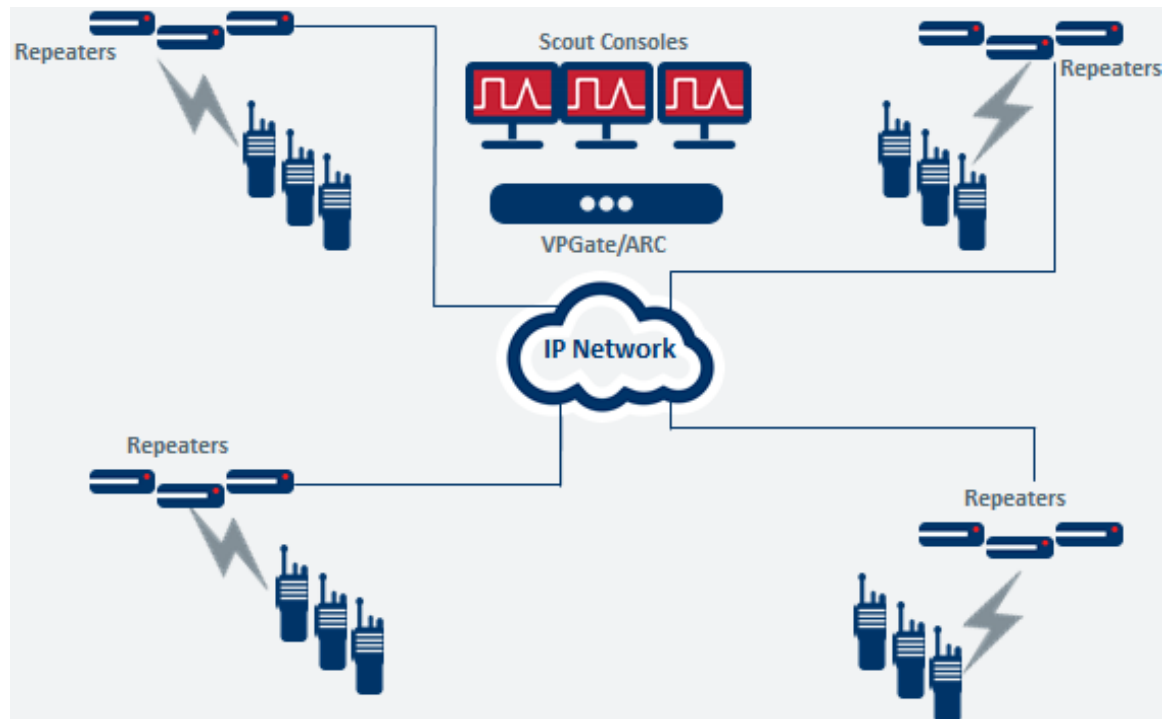 Repeaters
Scout Consoles
Repeaters
VPGate/ARC
IP Network
Repeaters
Repeaters